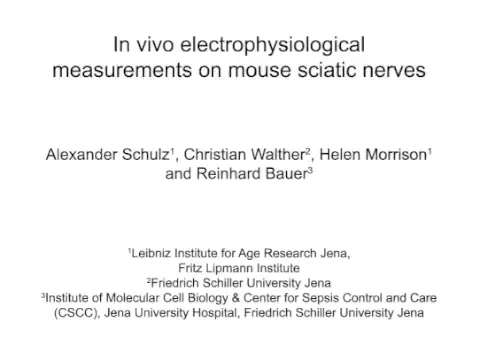 In vivo electrophysiological
measurements on mouse sciatic nerves
Alexander Schulz¹, Christian Walther², Helen Morrison¹
and Reinhard Bauer³
¹Leibniz Institute for Age Research Jena,
Fritz Lipmann Institute
²Friedrich Schiller University Jena
³Institute of Molecular Cell Biology & Center for Sepsis Control and Care
(CSCC), Jena University Hospital, Friedrich Schiller University Jena